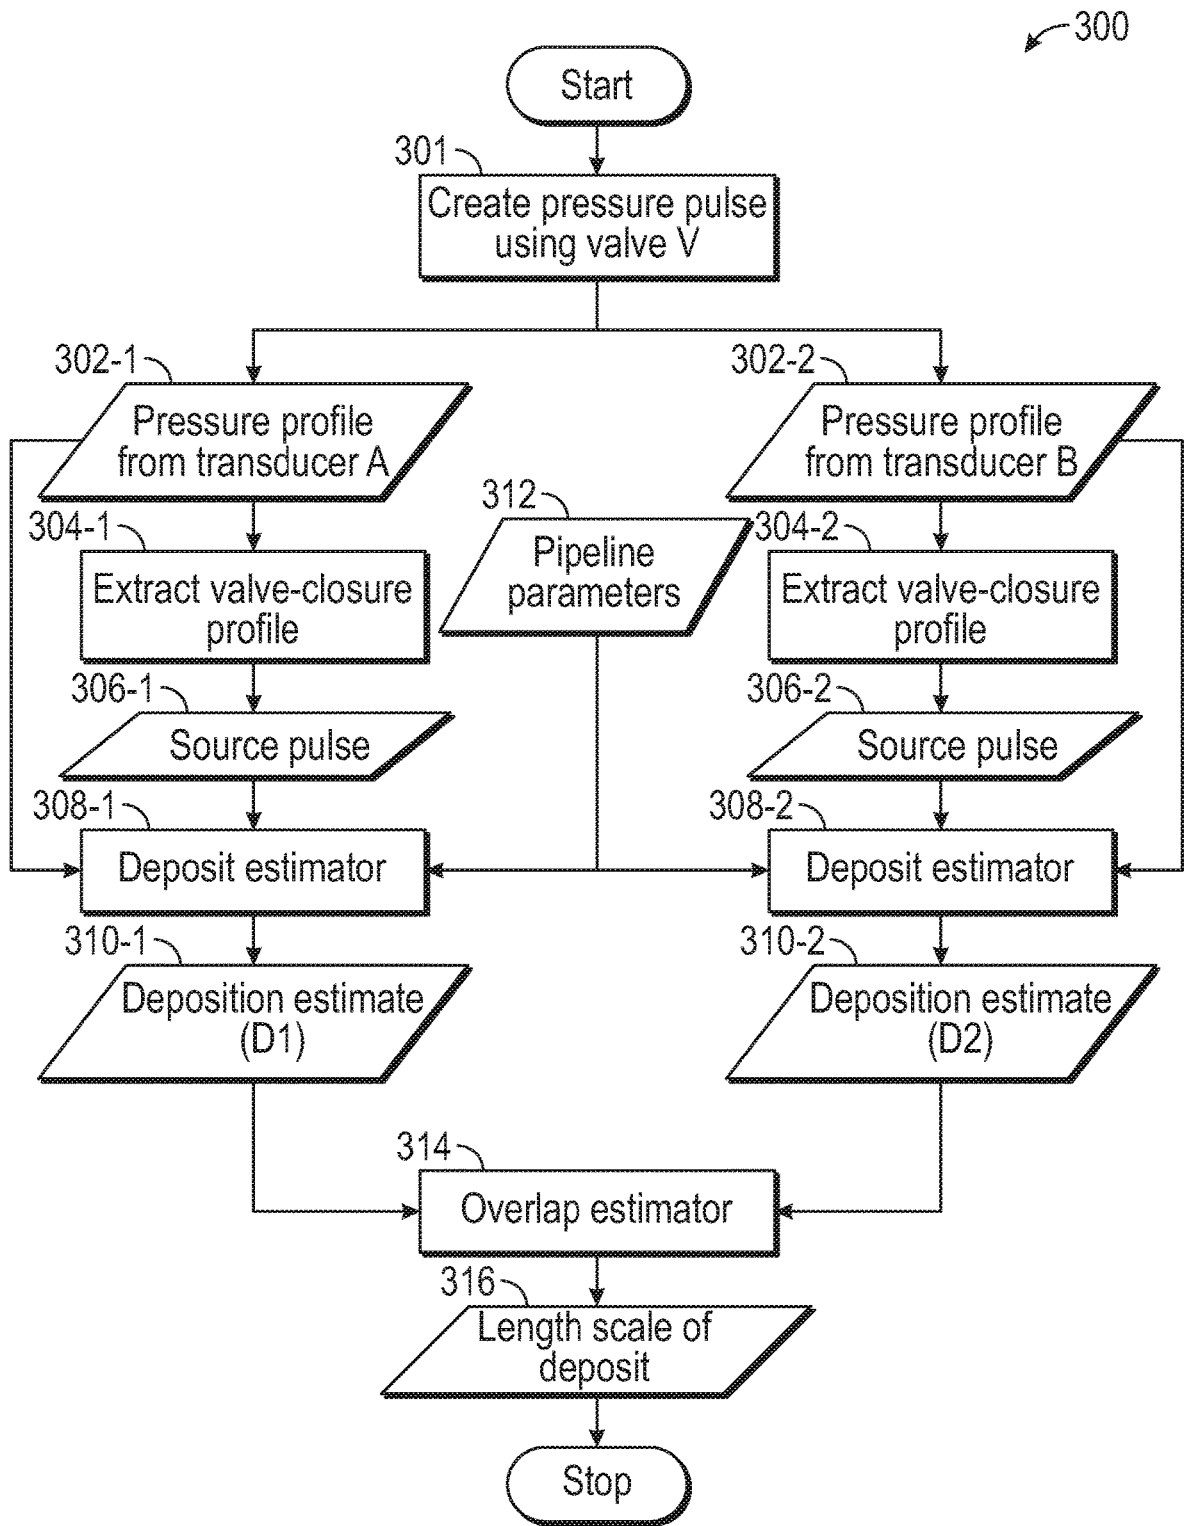 300
Start
301
Create pressure pulse
using valve V
302-1
Pressure profile
from transducer A
302-2
Pressure profile
from transducer B
312
Pipeline
parameters
304-1
Extract valve-closure
profile
304-2
Extract valve-closure
profile
306-1
Source pulse
306-2
Source pulse
308-1
Deposit estimator
308-2
Deposit estimator
310-1
Deposition estimate
(D1)
310-2
Deposition estimate
(D2)
314
Overlap estimator
316
Length scale of
deposit
Stop